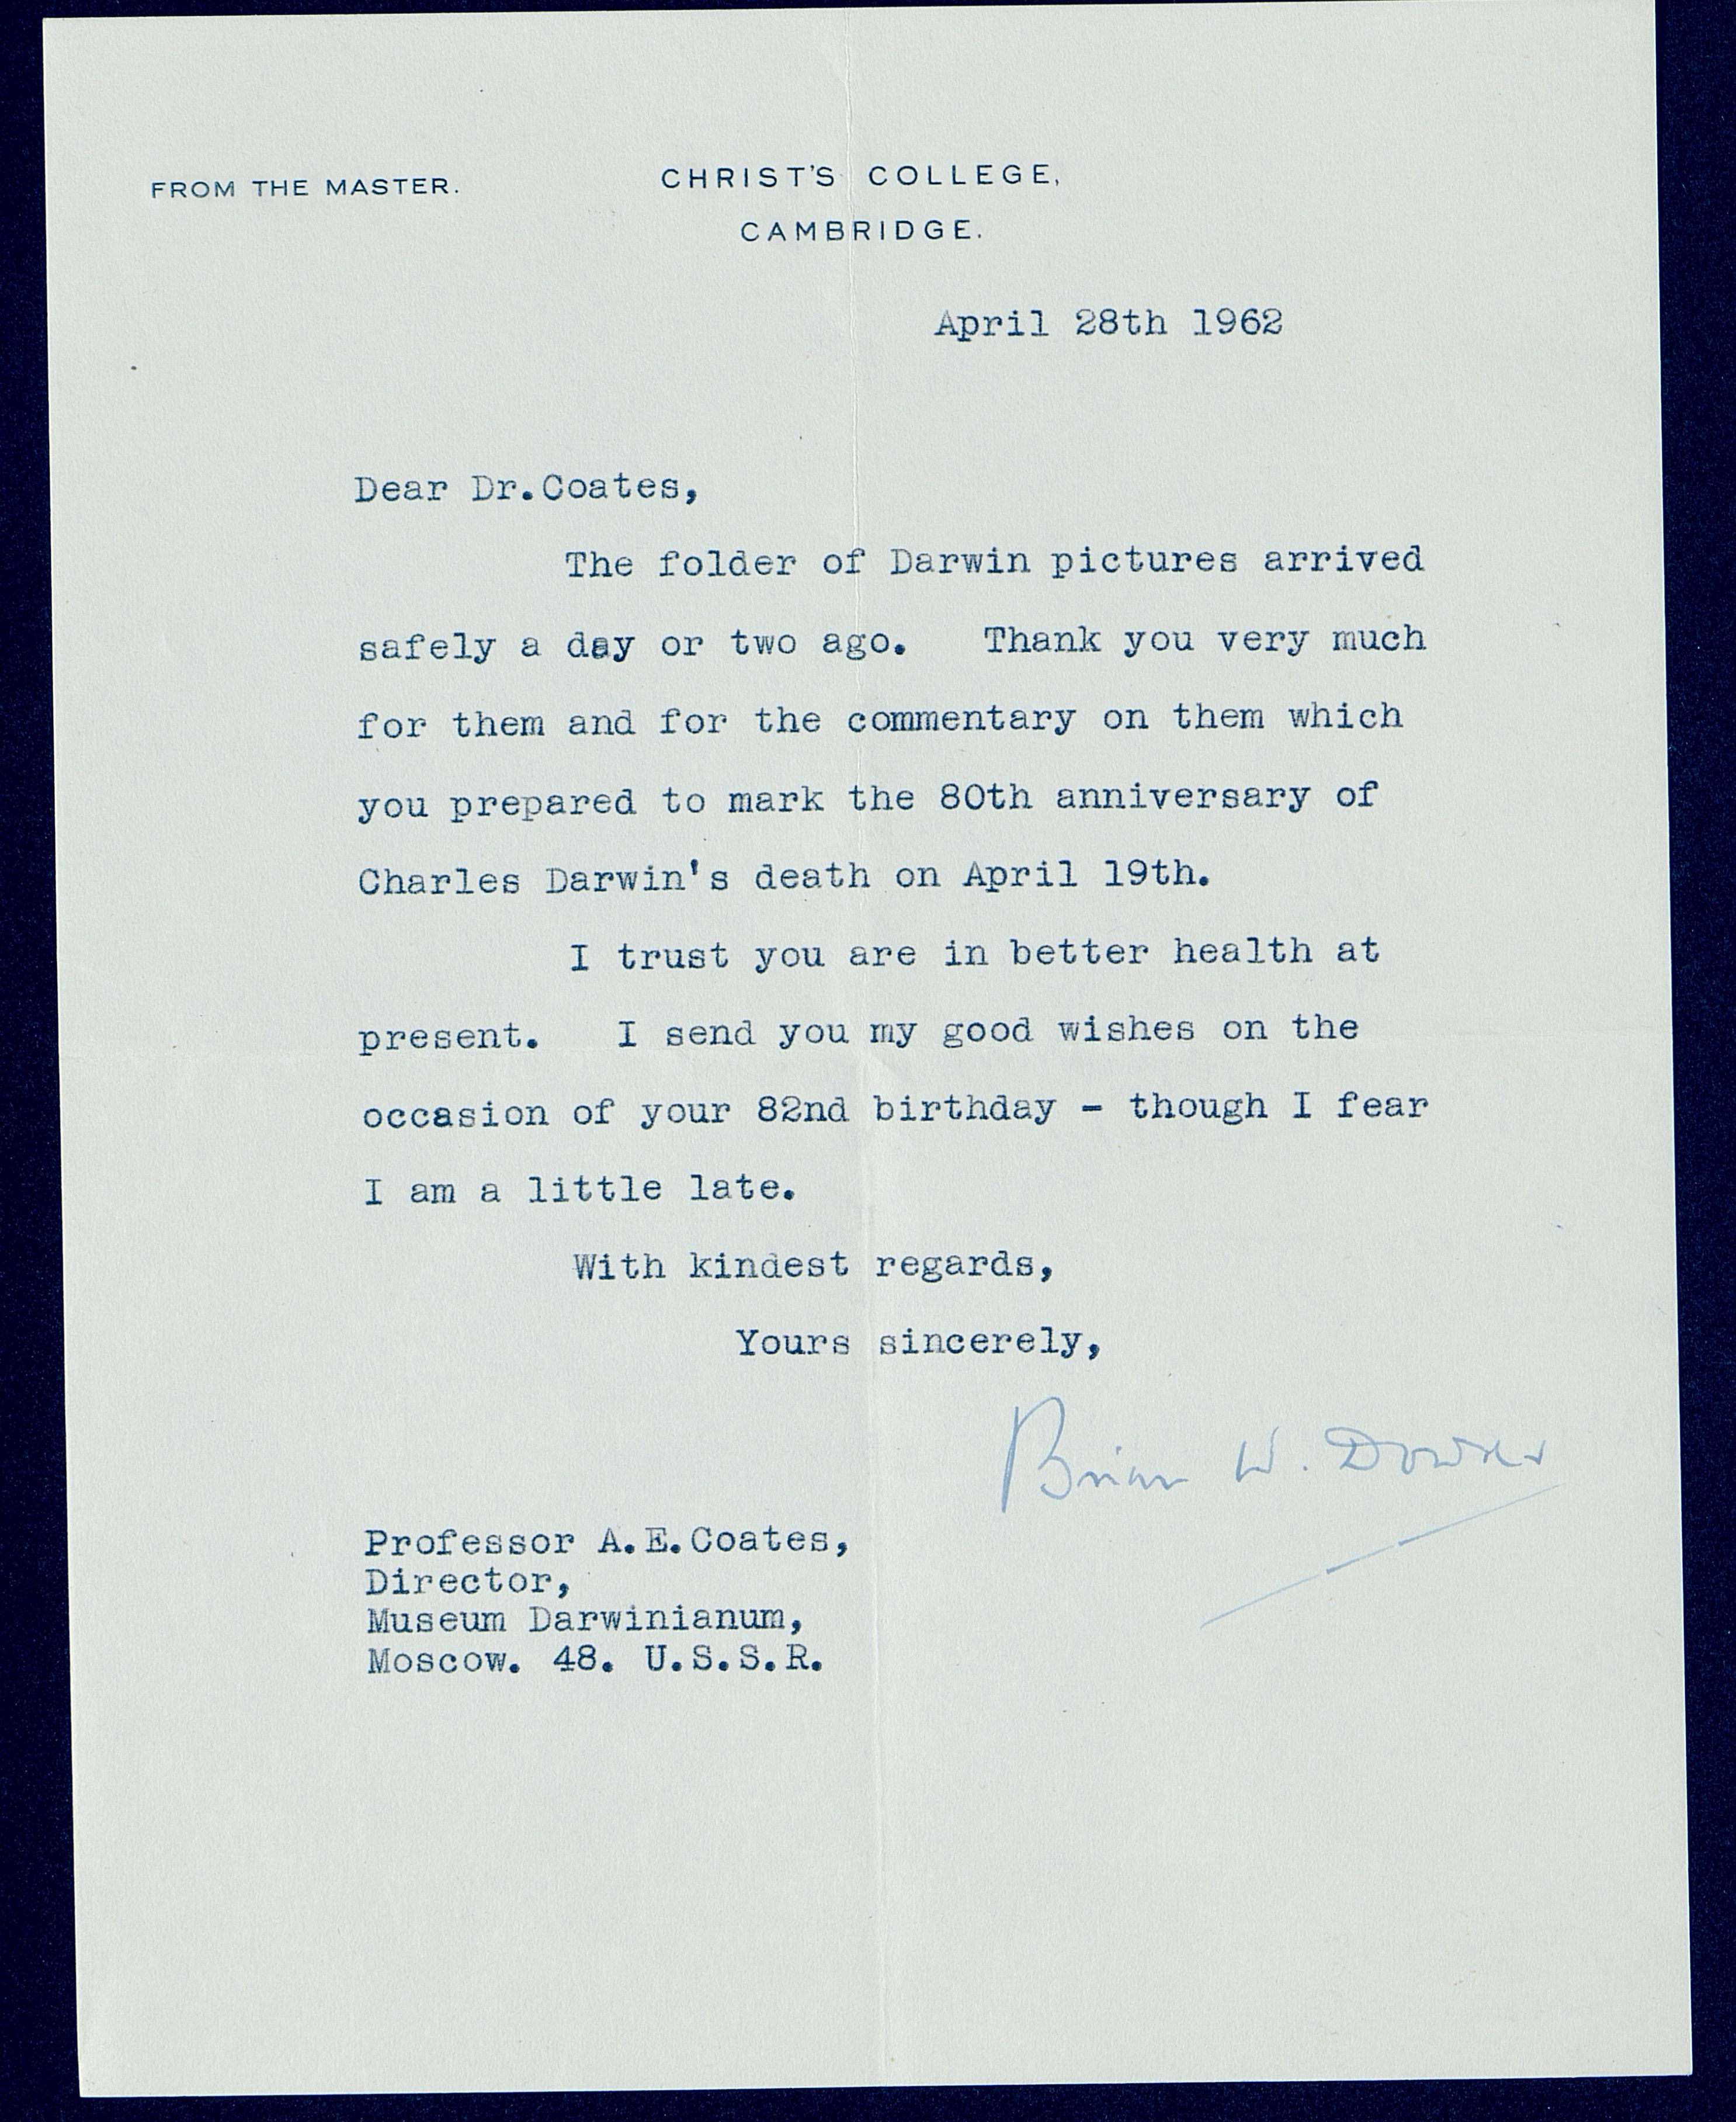 FROM THE MASTER.
CHRIST'S COLLEGE,
CAMBRIDGE.
April 28th 1962
Dear Dr.Coates,
The folder of Darwin pictures arrived
safely a day or two ago. Thank you very much
for them and for the commentary on them which
you prepared to mark the 80th anniversary of
Charles Darwin's death on April 19th.
I trust you are in better health at
present. I send you my good wishes on the
occasion of your 82nd birthday - though I fear
I am a little late.
With kindest regards,
Yours sincerely,
Brian W. Downs
Professor A.E.Coates,
Director,
Museum Darwinianum,
Moscow. 48. U.S.S.R.